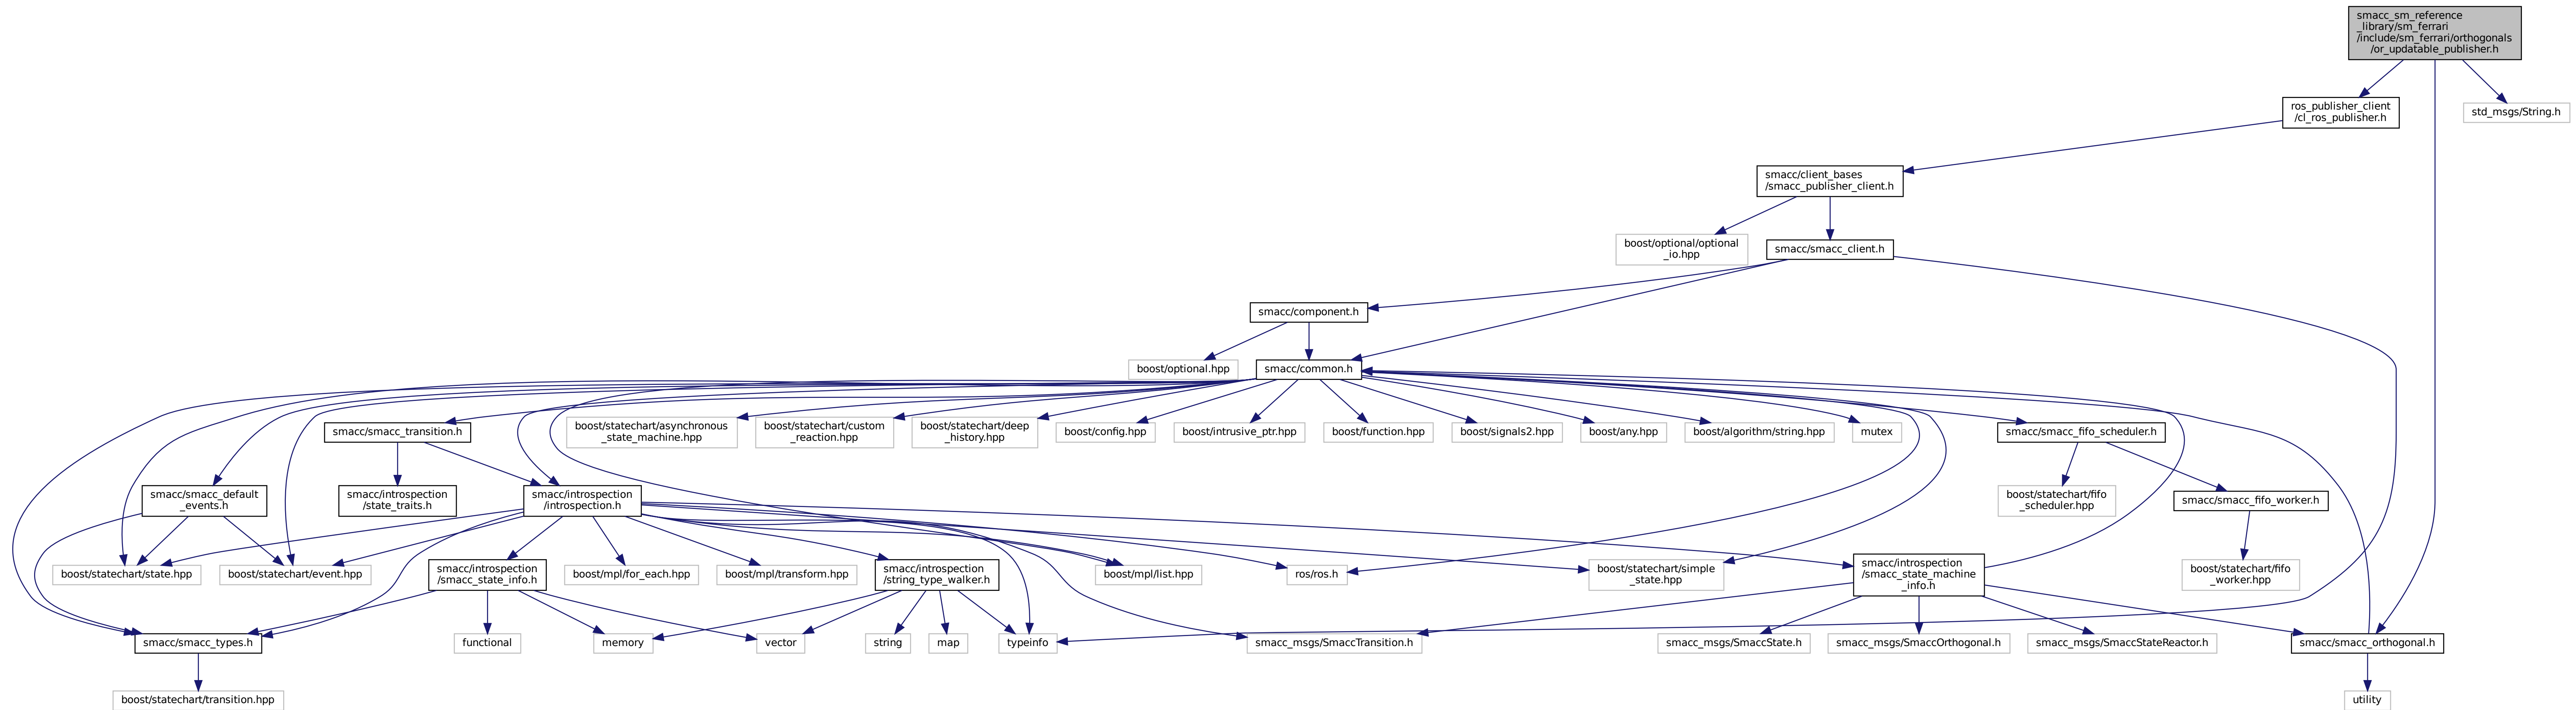 smacc_sm_reference
_library/sm_ferrari
/include/sm_ferrari/orthogonals
/or_updatable_publisher.h
ros_publisher_client
/cl_ros_publisher.h
std_msgs/String.h
smacc/client_bases
/smacc_publisher_client.h
boost/optional/optional
_io.hpp
smacc/smacc_client.h
smacc/component.h
boost/optional.hpp
smacc/common.h
smacc/smacc_transition.h
boost/statechart/asynchronous
_state_machine.hpp
boost/statechart/custom
_reaction.hpp
boost/statechart/deep
_history.hpp
boost/config.hpp
boost/intrusive_ptr.hpp
boost/function.hpp
boost/signals2.hpp
boost/any.hpp
boost/algorithm/string.hpp
mutex
smacc/smacc_fifo_scheduler.h
smacc/smacc_default
_events.h
smacc/introspection
/state_traits.h
smacc/introspection
/introspection.h
boost/statechart/fifo
_scheduler.hpp
smacc/smacc_fifo_worker.h
boost/statechart/state.hpp
boost/statechart/event.hpp
smacc/introspection
/smacc_state_info.h
boost/mpl/for_each.hpp
boost/mpl/transform.hpp
smacc/introspection
/string_type_walker.h
boost/mpl/list.hpp
ros/ros.h
boost/statechart/simple
_state.hpp
smacc/introspection
/smacc_state_machine
_info.h
boost/statechart/fifo
_worker.hpp
smacc/smacc_types.h
functional
memory
vector
string
map
typeinfo
smacc_msgs/SmaccTransition.h
smacc_msgs/SmaccState.h
smacc_msgs/SmaccOrthogonal.h
smacc_msgs/SmaccStateReactor.h
smacc/smacc_orthogonal.h
boost/statechart/transition.hpp
utility